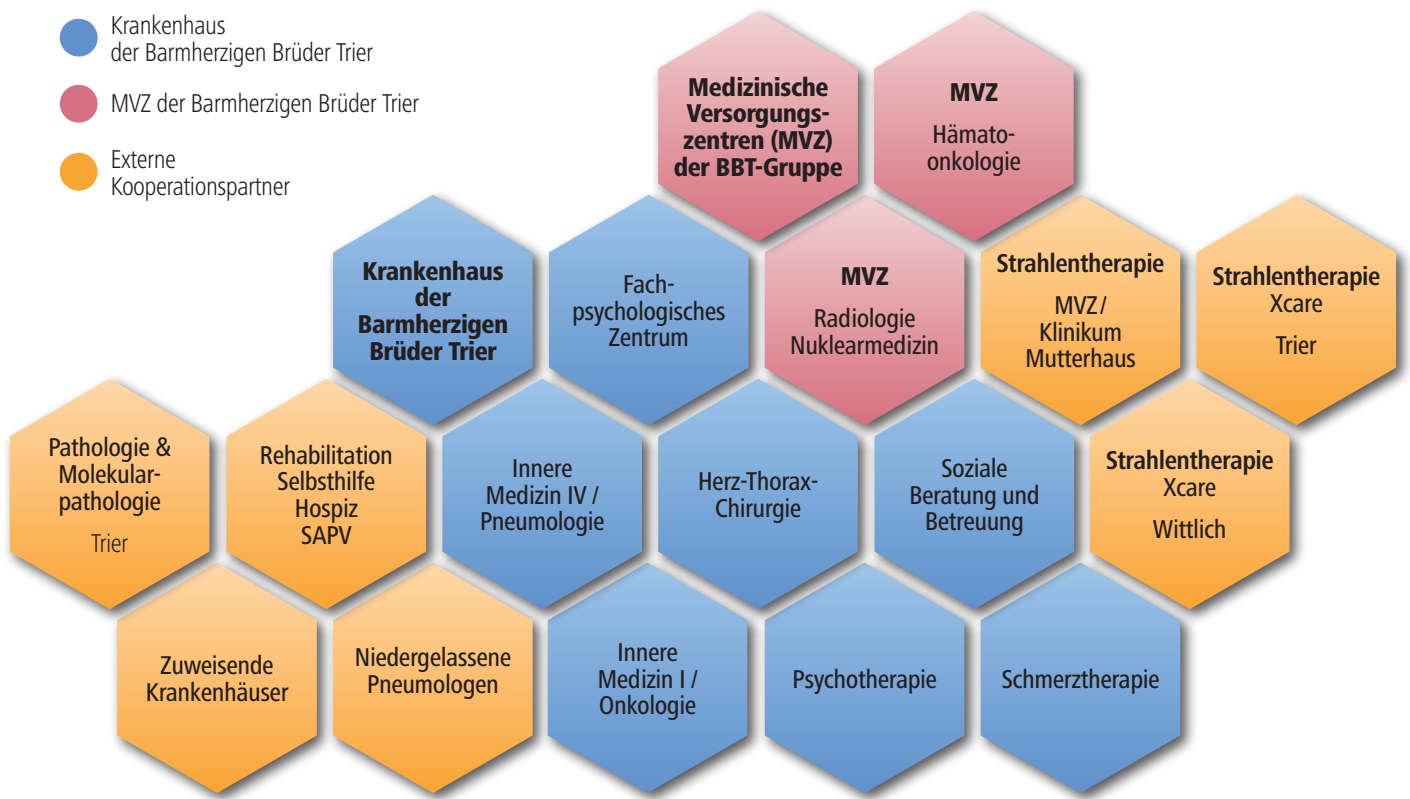 Krankenhaus
der Barmherzigen Brüder Trier
MVZ der Barmherzigen Brüder Trier
Externe
Kooperationspartner
Medizinische
Versorgungs-
zentren (MVZ)
der BBT-Gruppe
MVZ
Hämato-
onkologie
Krankenhaus
der
Barmherzigen
Brüder Trier
Fach-
psychologisches
Zentrum
MVZ
Radiologie
Nuklearmedizin
Strahlentherapie
MVZ/
Klinikum
Mutterhaus
Strahlentherapie
Xcare
Trier
Pathologie &
Molekular-
pathologie
Trier
Rehabilitation
Selbsthilfe
Hospiz
SAPV
Innere
Medizin IV /
Pneumologie
Herz-Thorax-
Chirurgie
Soziale
Beratung und
Betreuung
Strahlentherapie
Xcare
Wittlich
Zuweisende
Krankenhäuser
Niedergelassene
Pneumologen
Innere
Medizin I /
Onkologie
Psychotherapie
Schmerztherapie